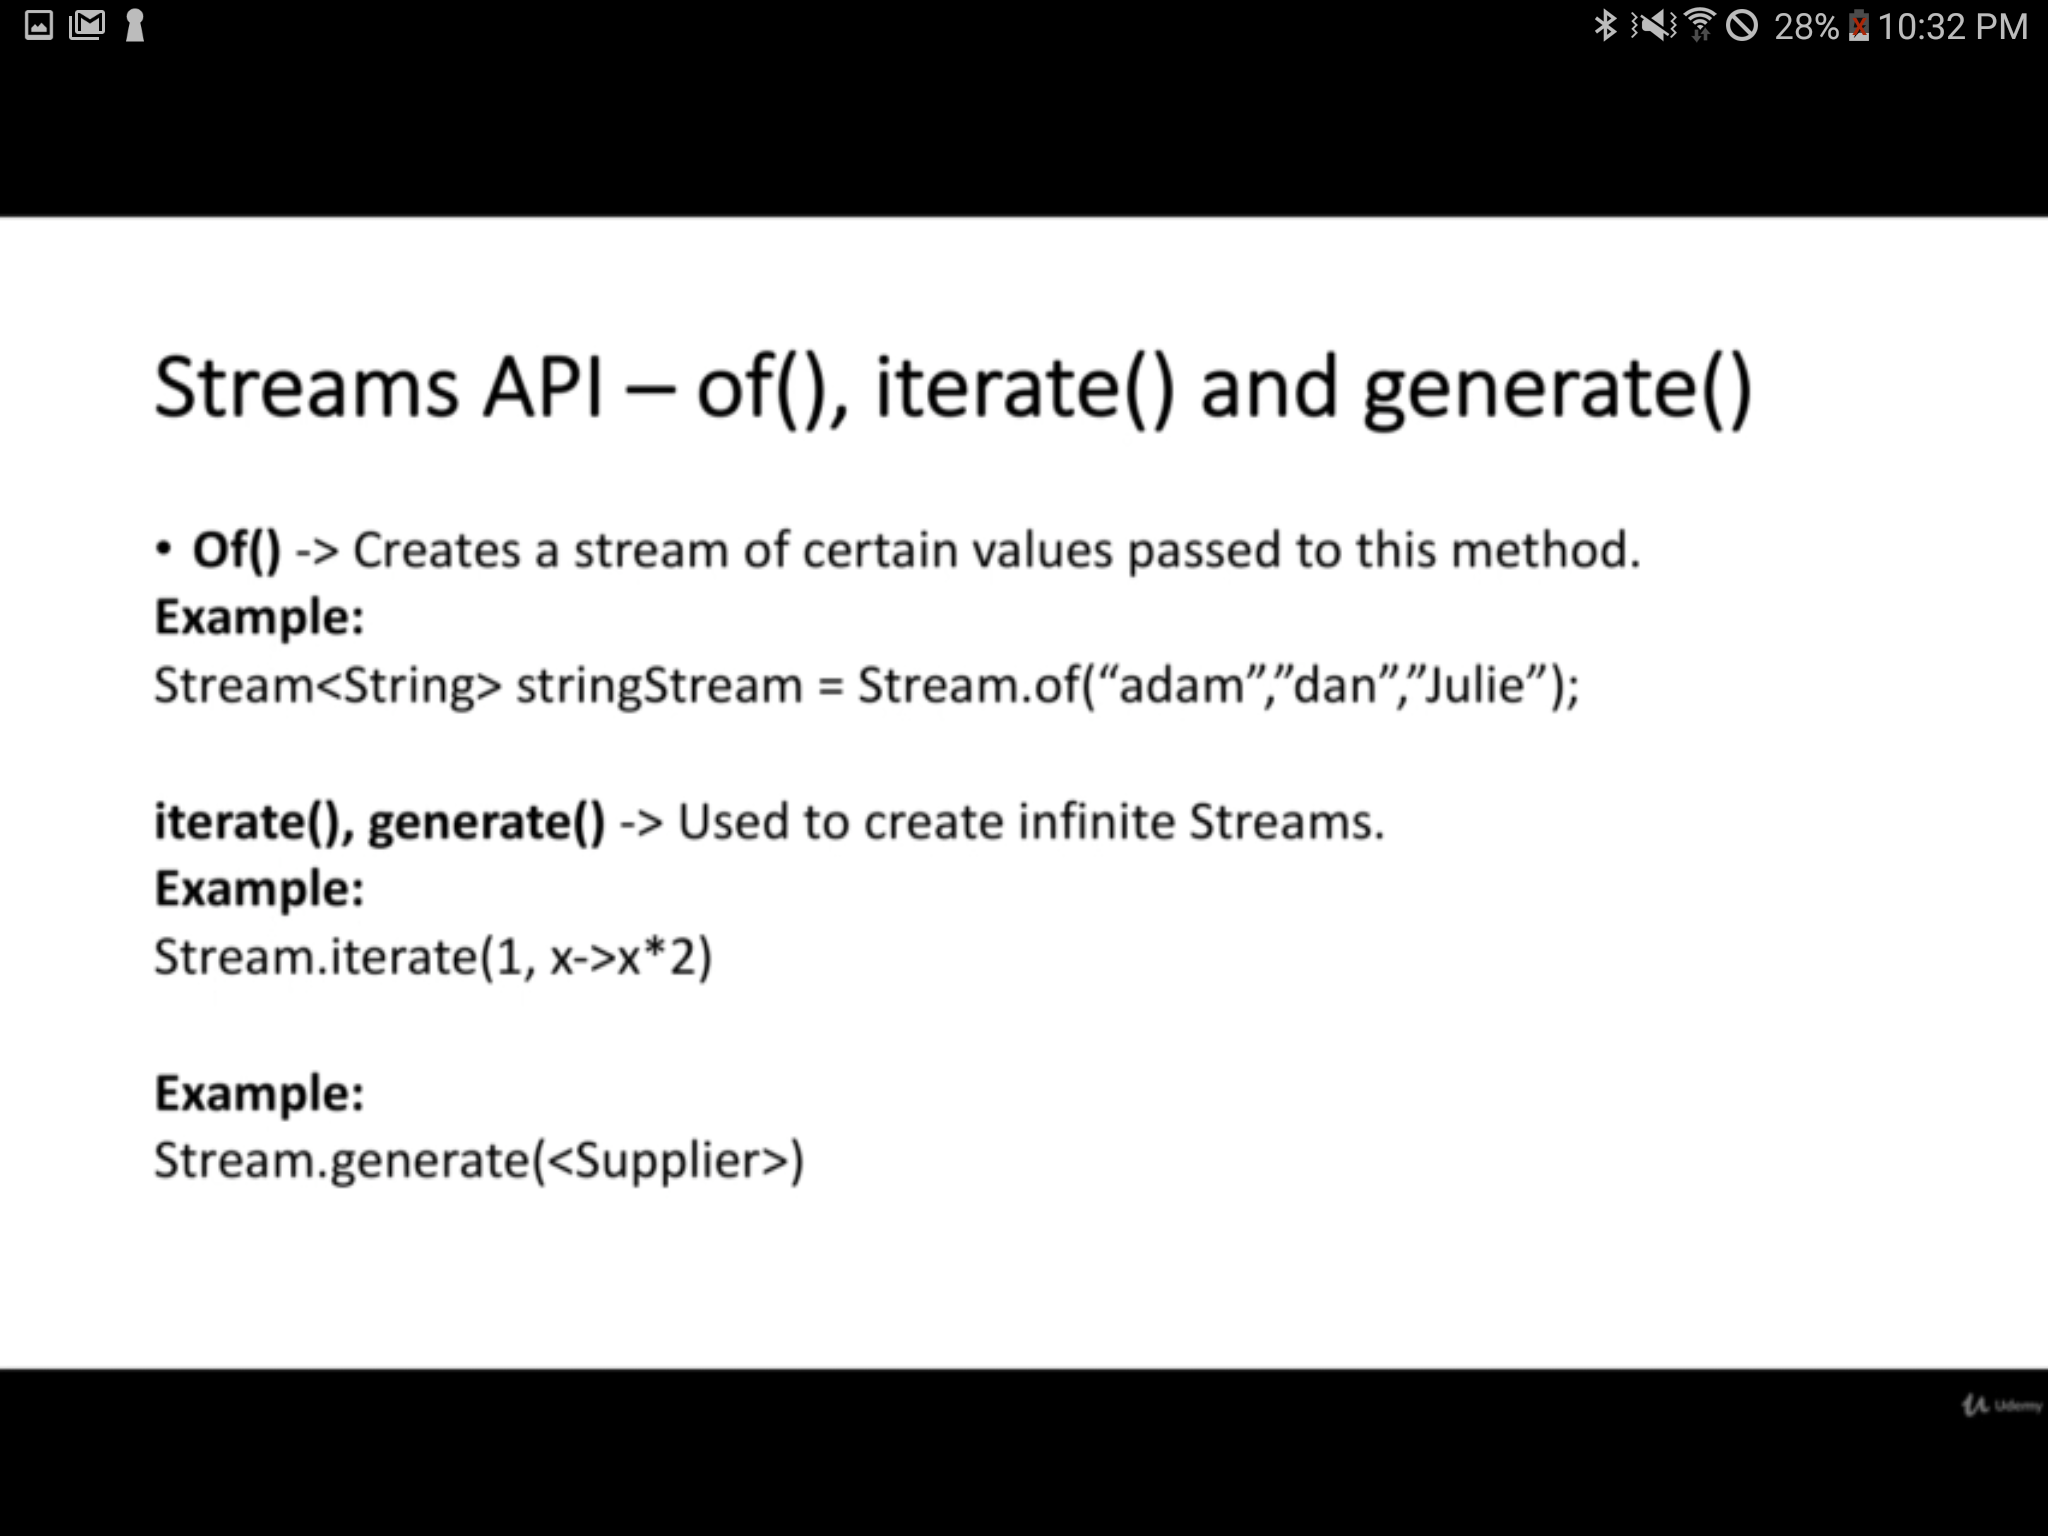 28% 10:32 PM
Streams API – of(), iterate() and generate()
• Of() -> Creates a stream of certain values passed to this method.
Example:
Stream<String> stringStream = Stream.of(“adam”,”dan”,”Julie”);
iterate(), generate() -> Used to create infinite Streams.
Example:
Stream.iterate(1, x->x*2)
Example:
Stream.generate(<Supplier>)
Udemy